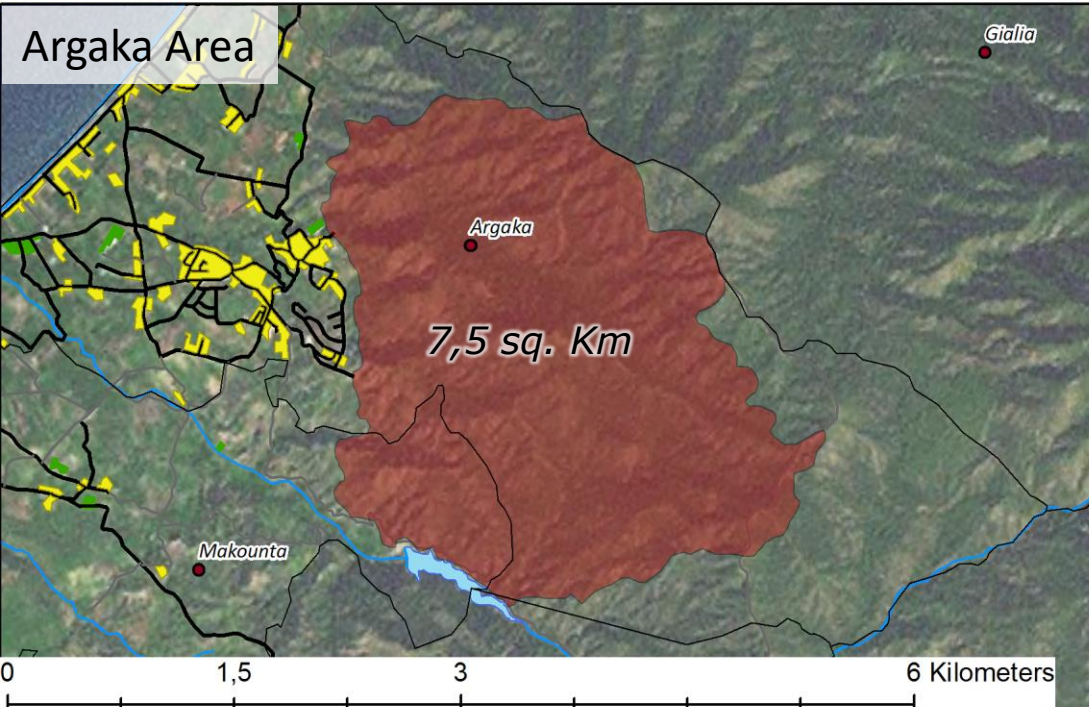 Argaka Area
Gialia
Argaka
7,5 sq. Km
Makounta
0 1,5 3 6 Kilometers